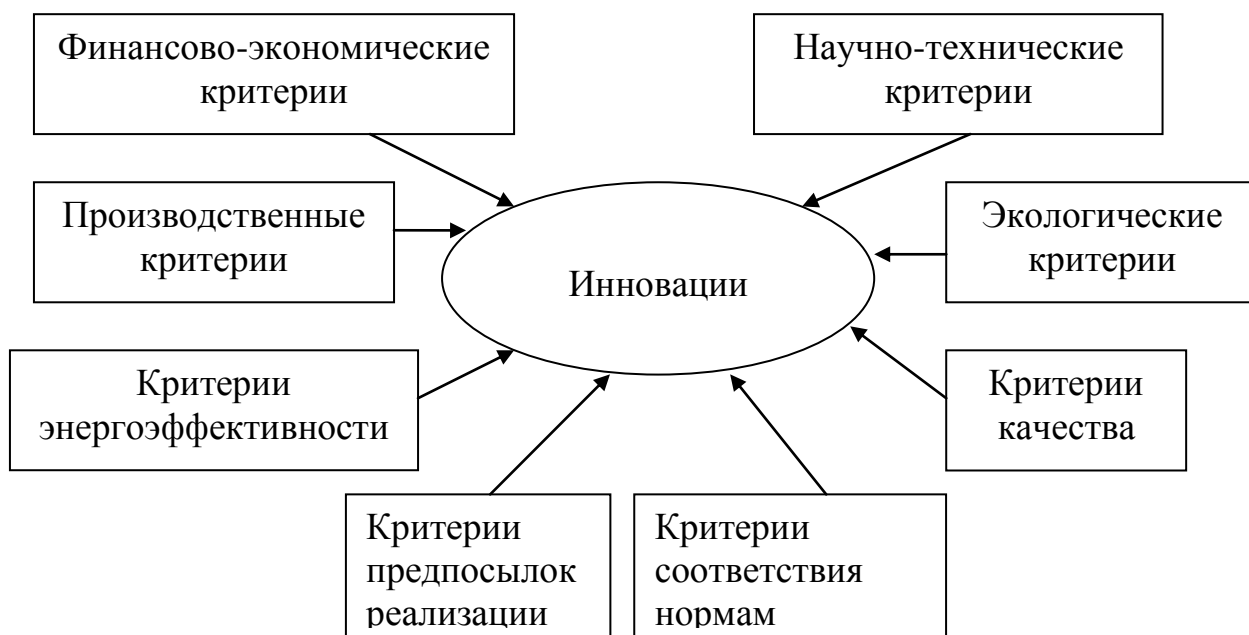 Финансово-экономические
критерии
Научно-технические
критерии
Производственные
критерии
Экологические
критерии
Инновации
Критерии
энергоэффективности
Критерии
качества
Критерии
предпосылок
реализации
Критерии
соответствия
нормам